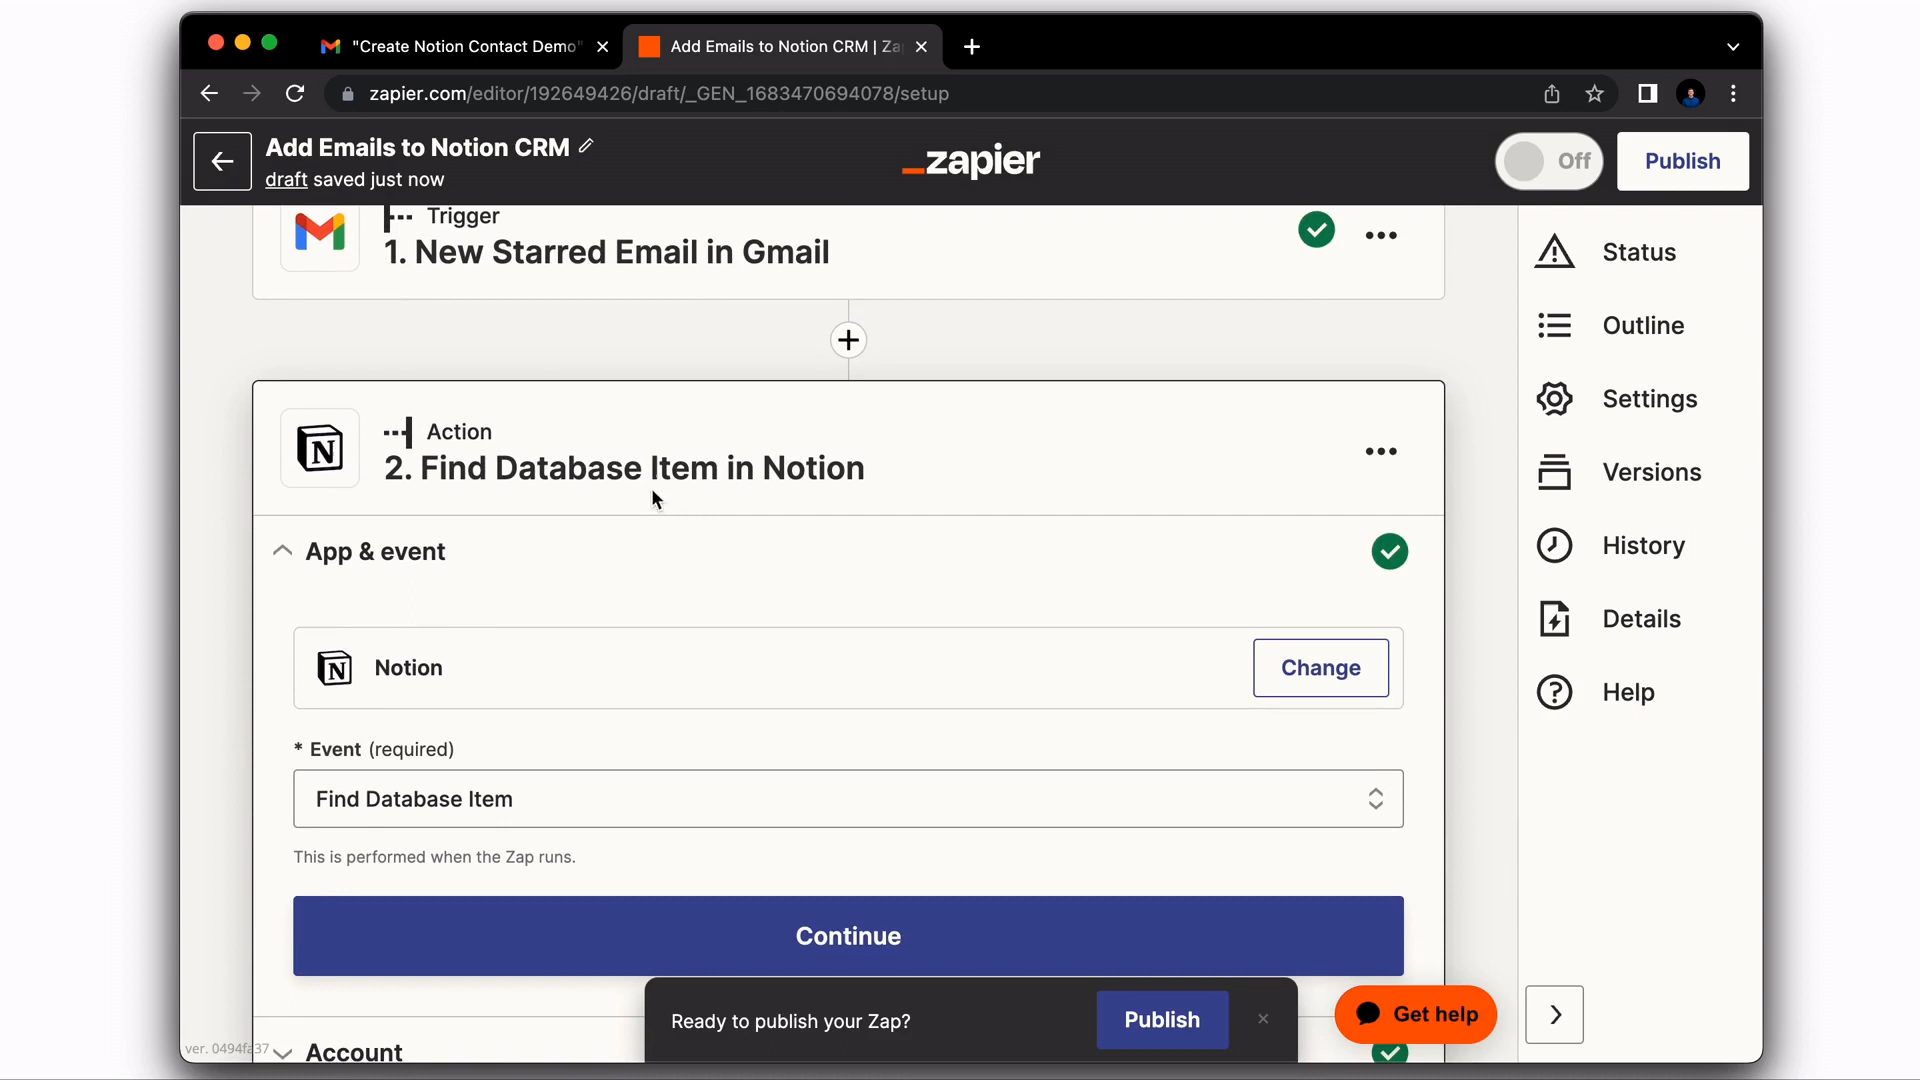 "Create Notion Contact Demo"
Add Emails to Notion CRM | Za
zapier.com/editor/192649426/draft/_GEN_1683470694078/setup
Add Emails to Notion CRM
draft saved just now
_zapier
Off
Publish
Trigger
1. New Starred Email in Gmail
Action
2. Find Database Item in Notion
App & event
Notion
Change
* Event (required)
Find Database Item
This is performed when the Zap runs.
Continue
Ready to publish your Zap?
Publish
Get help
ver. 0494fa37
Account
Status
Outline
Settings
Versions
History
Details
Help